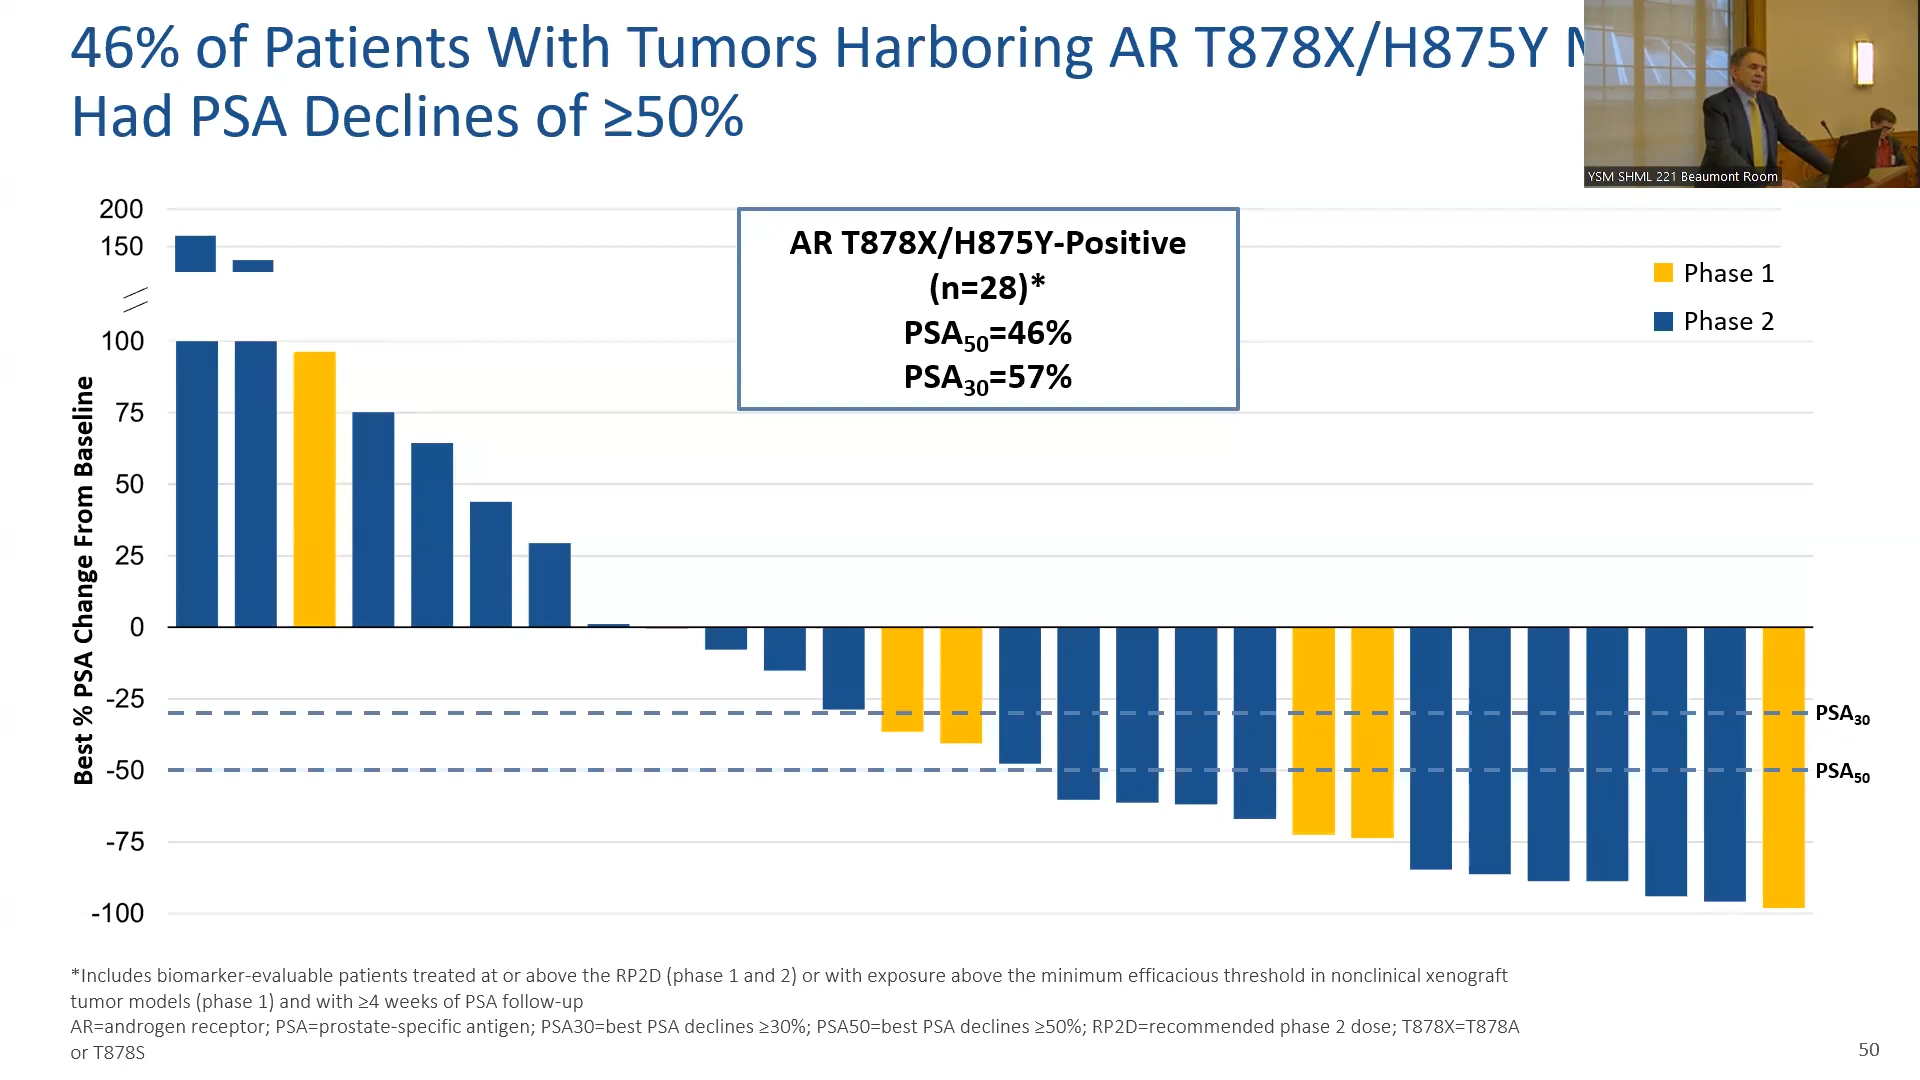 46% of Patients With Tumors Harboring AR T878X/H875Y
Had PSA Declines of ≥50%
YSM SHML 221 Beaumont Room
200
150
100
75
50
25
0
-25
-50
-75
-100
Best % PSA Change From Baseline
AR T878X/H875Y-Positive
(n=28)*
PSA50=46%
PSA30=57%
Phase 1
Phase 2
PSA30
PSA50
*Includes biomarker-evaluable patients treated at or above the RP2D (phase 1 and 2) or with exposure above the minimum efficacious threshold in nonclinical xenograft
tumor models (phase 1) and with ≥4 weeks of PSA follow-up
AR=androgen receptor; PSA=prostate-specific antigen; PSA30=best PSA declines ≥30%; PSA50=best PSA declines ≥50%; RP2D=recommended phase 2 dose; T878X=T878A
or T878S
50